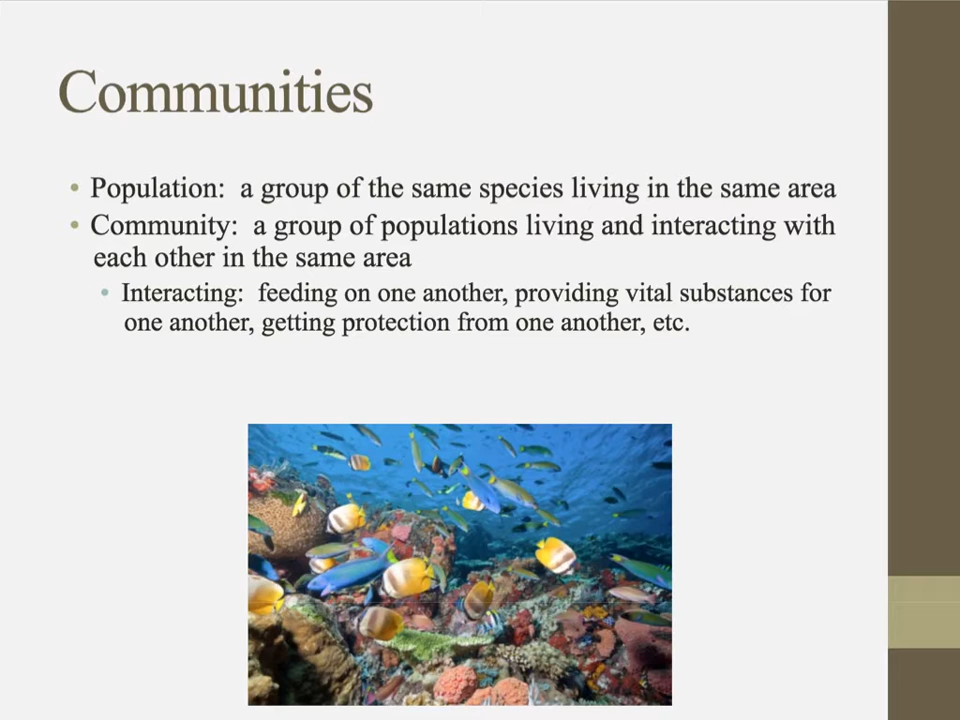 Communities
• Population:  a group of the same species living in the same area
• Community:  a group of populations living and interacting with
each other in the same area
• Interacting:  feeding on one another, providing vital substances for
one another, getting protection from one another, etc.